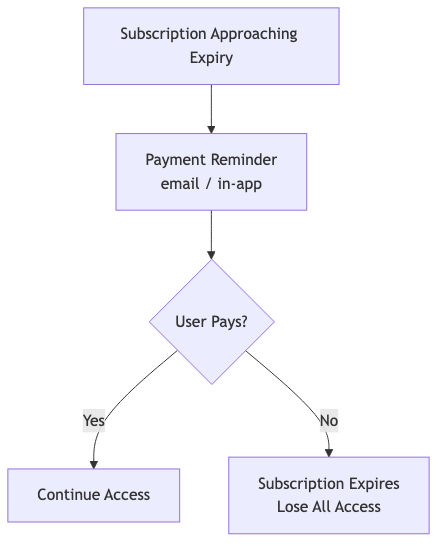 Subscription Approaching
Expiry
Payment Reminder
email / in-app
User Pays?
Yes
No
Continue Access
Subscription Expires
Lose All Access